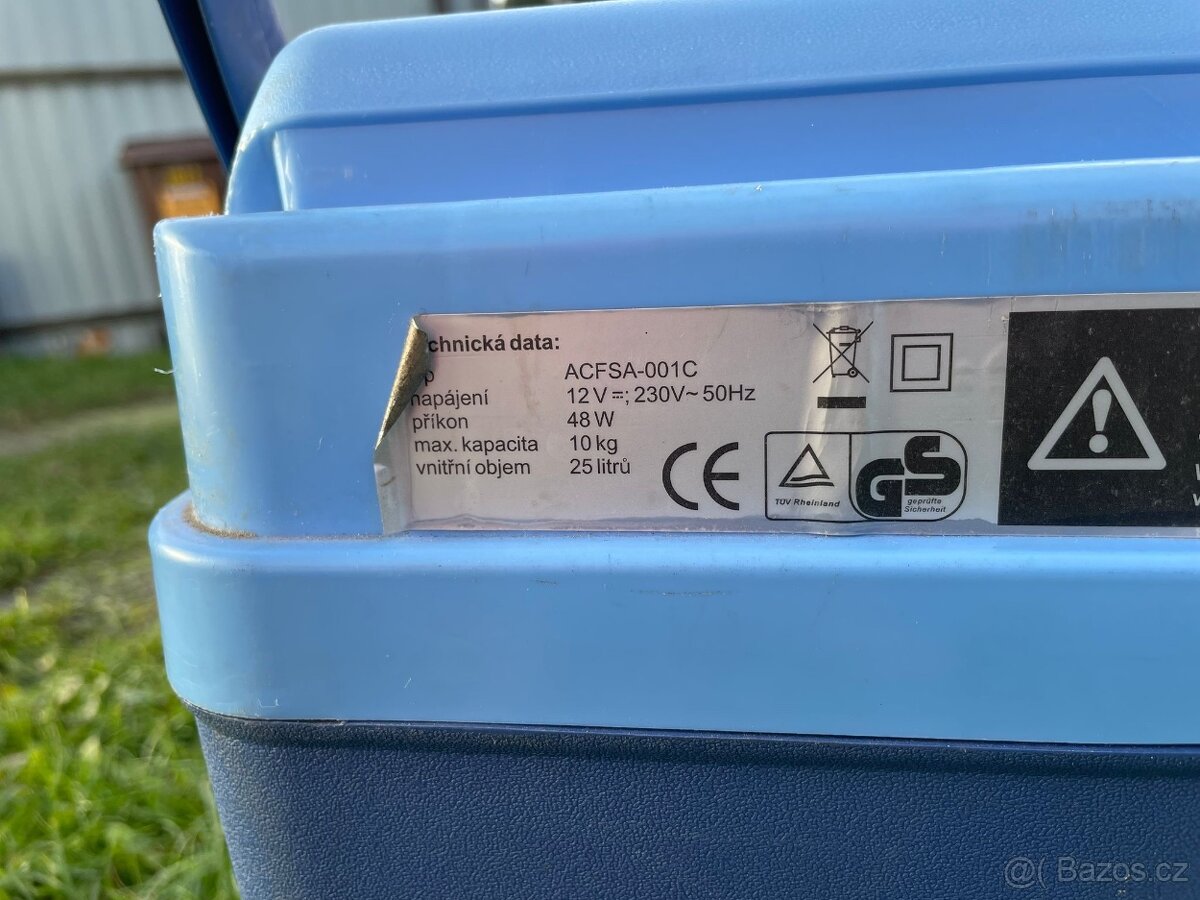 chnická data:
p ACFSA-001C
napájení 12 V ⎓; 230V~ 50Hz
příkon 48 W
max. kapacita 10 kg
vnitřní objem 25 litrů
CE
TÜV Rheinland
GS
geprüfte
Sicherheit
@( Bazos.cz